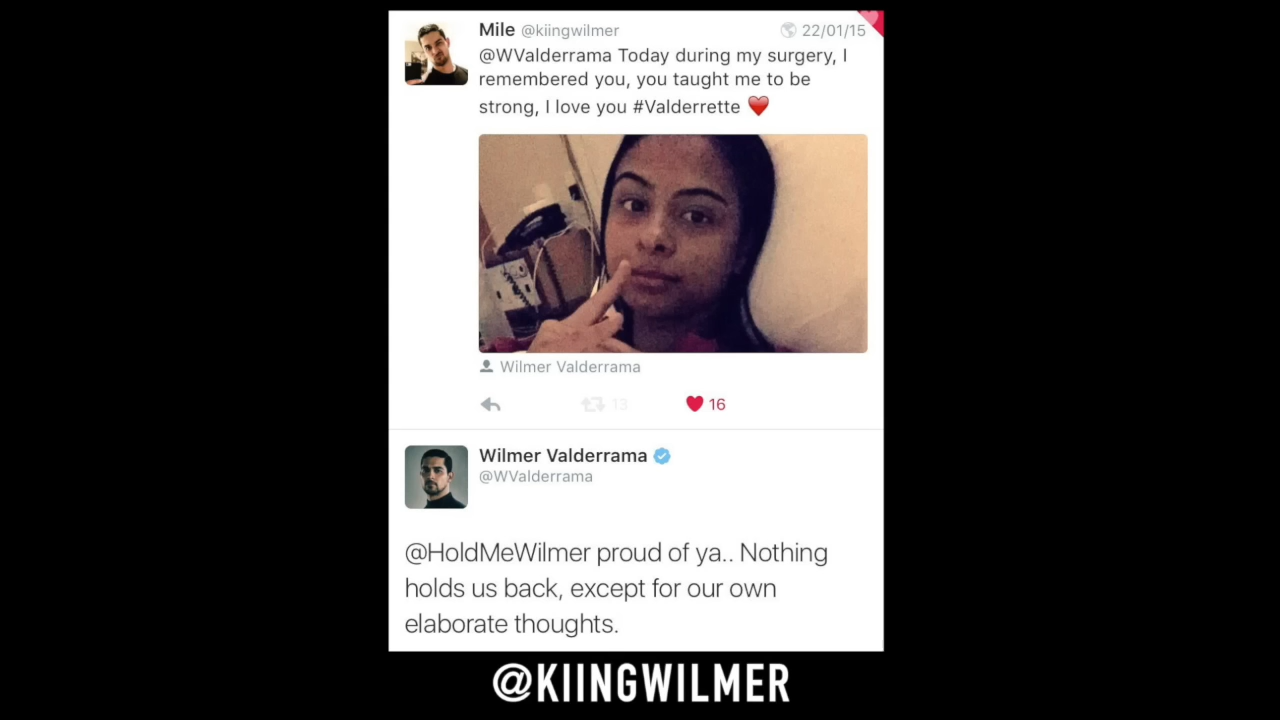 Mile @kiingwilmer 22/01/15
@WValderrama Today during my surgery, I
remembered you, you taught me to be
strong, I love you #Valderrette ❤️
Wilmer Valderrama
13 16
Wilmer Valderrama
@WValderrama
@HoldMeWilmer proud of ya.. Nothing
holds us back, except for our own
elaborate thoughts.
@KIINGWILMER